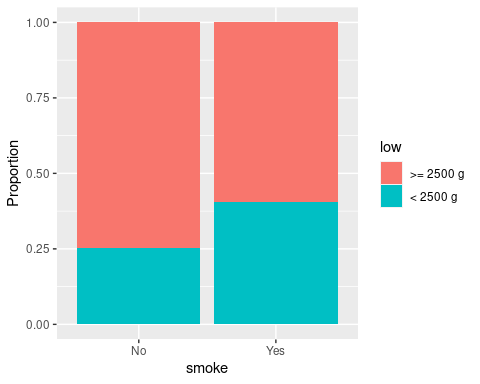 1.00
0.75
0.50
0.25
0.00
Proportion
No
Yes
smoke
low
>= 2500 g
< 2500 g